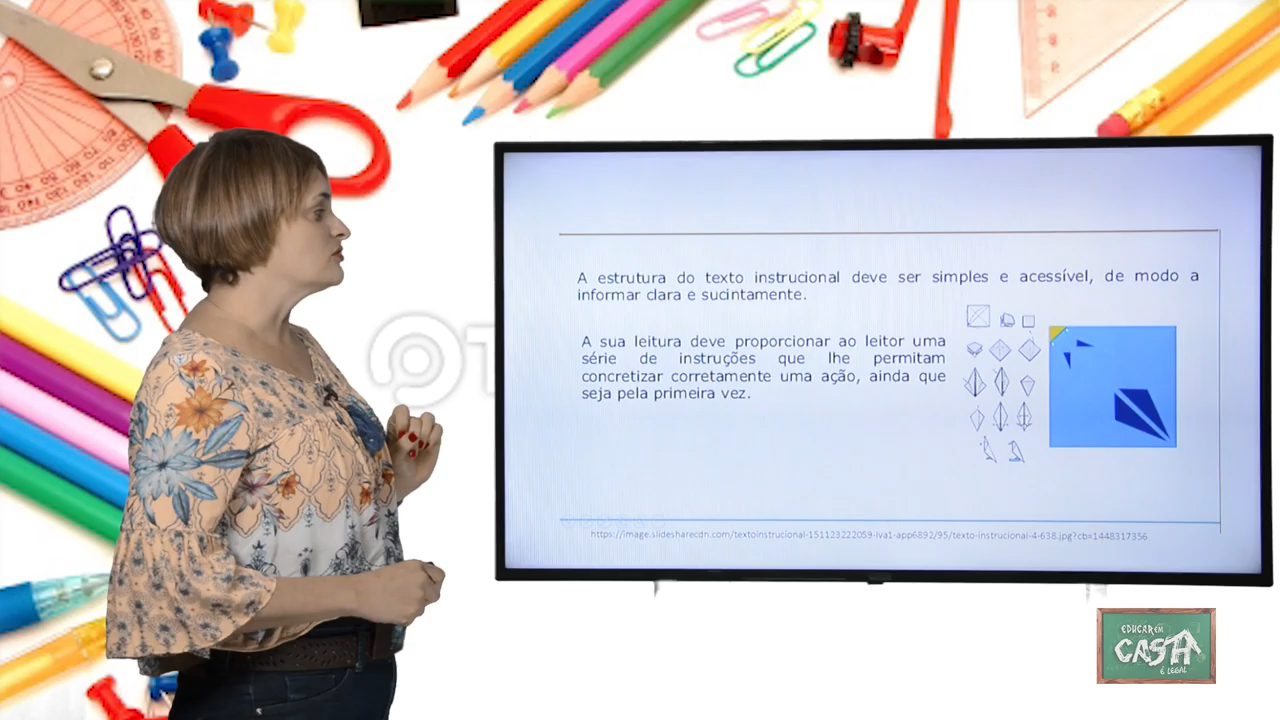 A estrutura do texto instrucional deve ser simples e acessível, de modo a
informar clara e sucintamente.
A sua leitura deve proporcionar ao leitor uma
série de instruções que lhe permitam
concretizar corretamente uma ação, ainda que
seja pela primeira vez.
https://image.slidesharecdn.com/textoinstrucional-151123222059-lva1-app6892/95/texto-instrucional-4-638.jpg?cb=1448317356
EDUCAR EM
CASA
É LEGAL